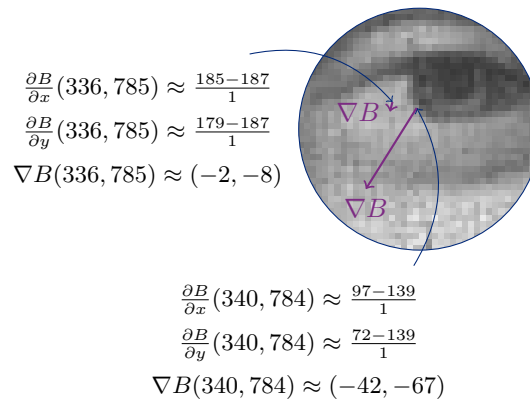 ∂B/∂x(336, 785) ≈ 185−187/1
∂B/∂y(336, 785) ≈ 179−187/1
∇B(336, 785) ≈ (−2, −8)
∇B
∇B
∂B/∂x(340, 784) ≈ 97−139/1
∂B/∂y(340, 784) ≈ 72−139/1
∇B(340, 784) ≈ (−42, −67)